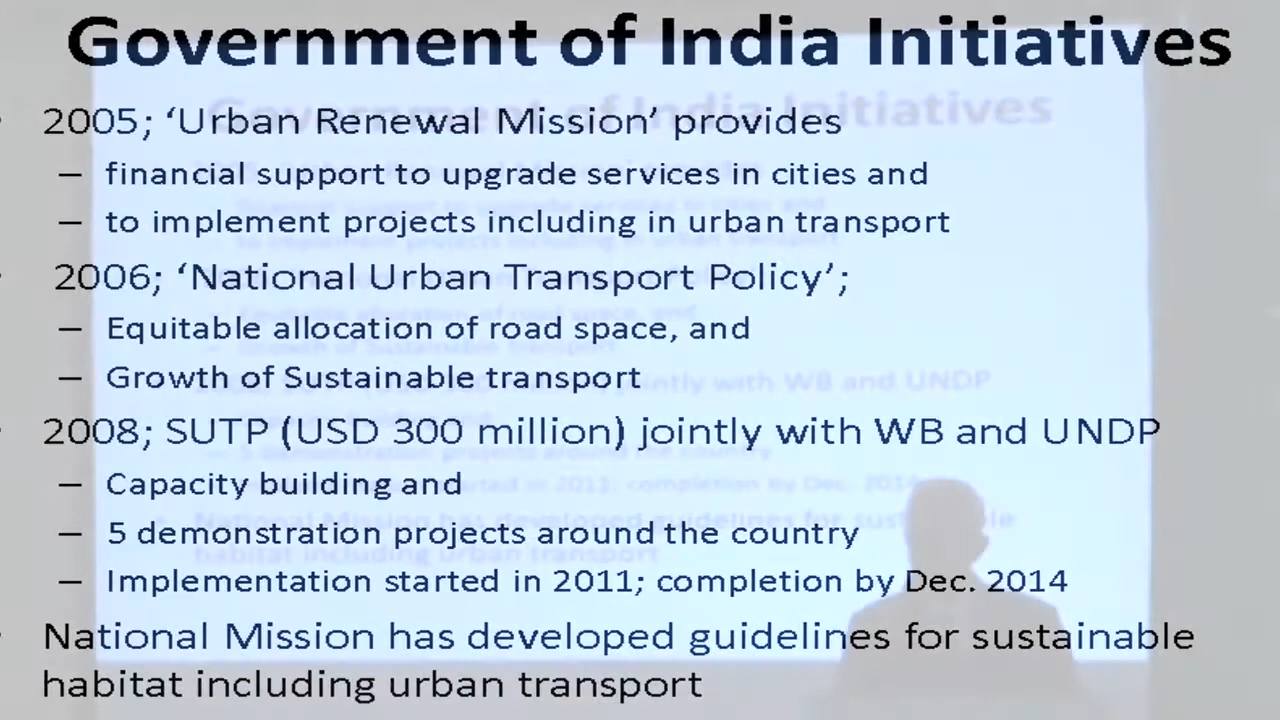 Government of India Initiatives
• 2005; ‘Urban Renewal Mission’ provides
– financial support to upgrade services in cities and
– to implement projects including in urban transport
• 2006; ‘National Urban Transport Policy’;
– Equitable allocation of road space, and
– Growth of Sustainable transport
• 2008; SUTP (USD 300 million) jointly with WB and UNDP
– Capacity building and
– 5 demonstration projects around the country
– Implementation started in 2011; completion by Dec. 2014
• National Mission has developed guidelines for sustainable
habitat including urban transport